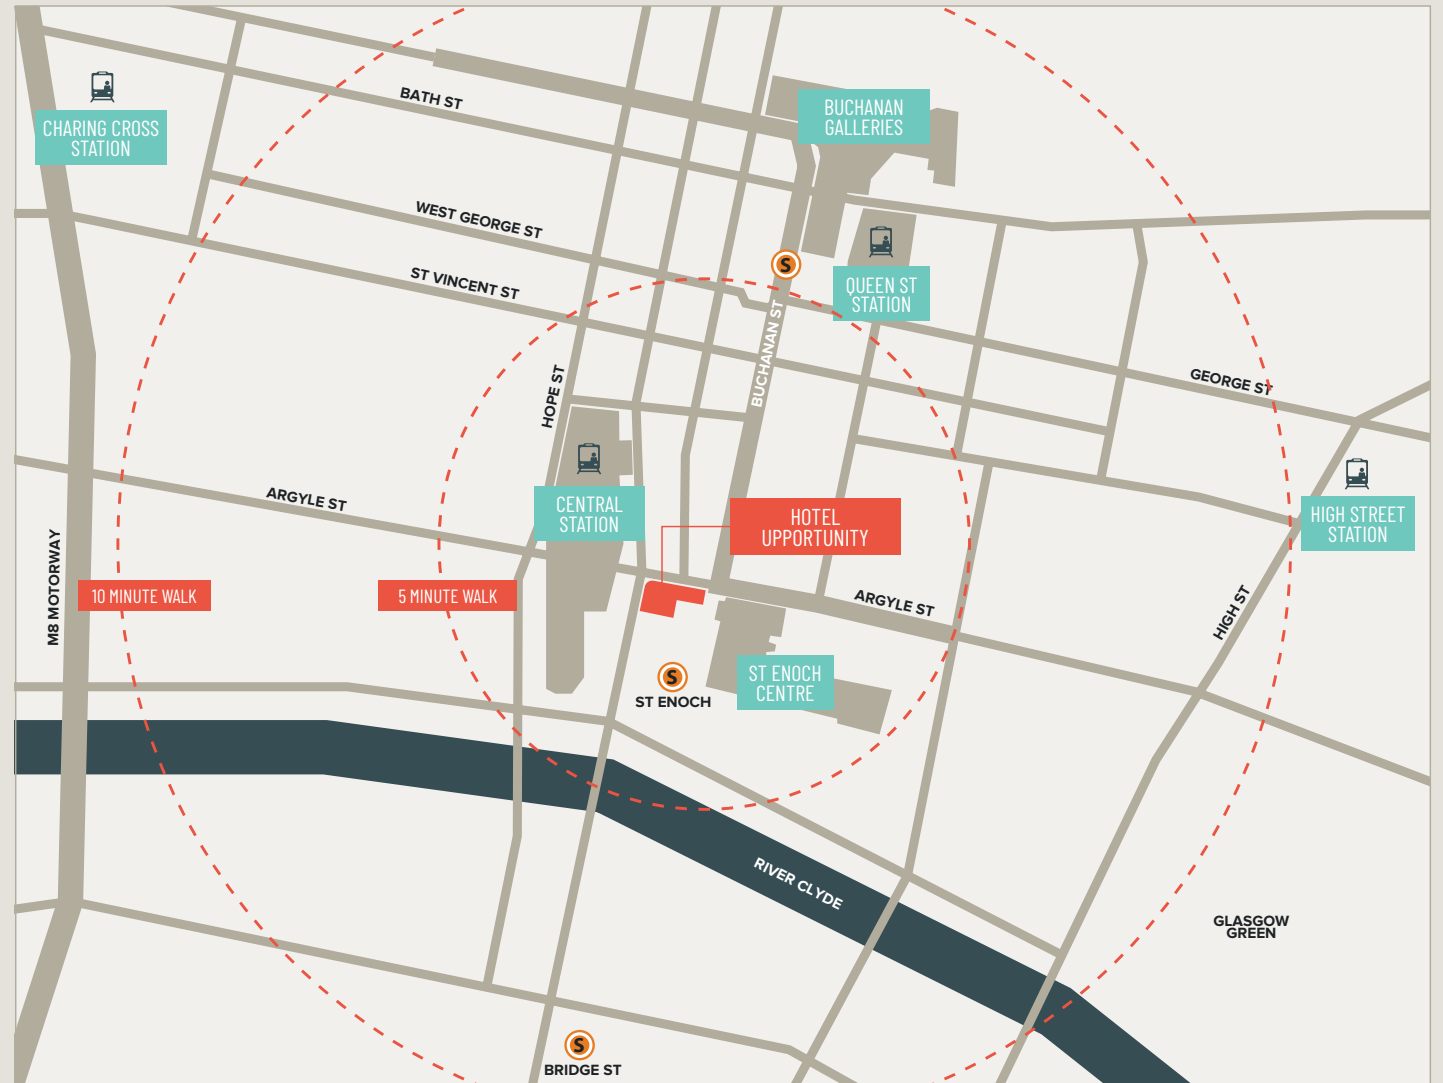 BATH ST
BUCHANAN
GALLERIES
CHARING CROSS
STATION
WEST GEORGE ST
S
ST VINCENT ST
QUEEN ST
STATION
BUCHANAN ST
GEORGE ST
HOPE ST
ARGYLE ST
CENTRAL
STATION
HOTEL
UPPORTUNITY
HIGH STREET
STATION
M8 MOTORWAY
10 MINUTE WALK
5 MINUTE WALK
ARGYLE ST
HIGH ST
S
ST ENOCH
ST ENOCH
CENTRE
RIVER CLYDE
GLASGOW
GREEN
S
BRIDGE ST